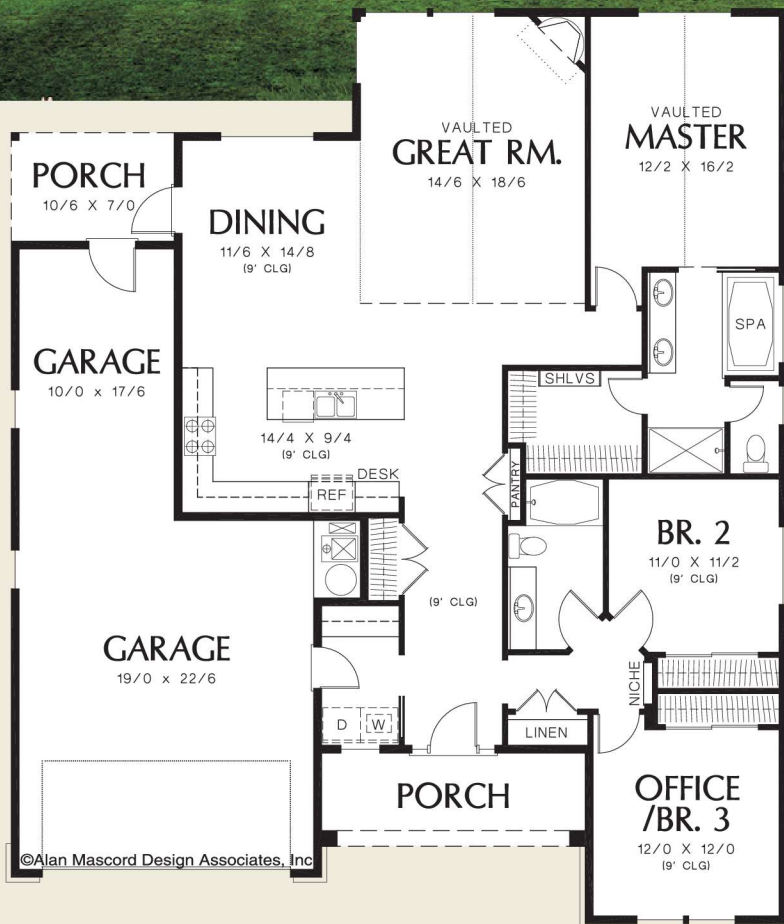 VAULTED
GREAT RM.
14/6 X 18/6
VAULTED
MASTER
12/2 X 16/2
PORCH
10/6 X 7/0
DINING
11/6 X 14/8
(9' CLG)
SPA
GARAGE
10/0 x 17/6
SHLVS
14/4 X 9/4
(9' CLG)
DESK
REF
PANTRY
BR. 2
11/0 X 11/2
(9' CLG)
(9' CLG)
GARAGE
19/0 x 22/6
NICHE
D
W
LINEN
PORCH
OFFICE
/BR. 3
12/0 X 12/0
(9' CLG)
©Alan Mascord Design Associates, Inc